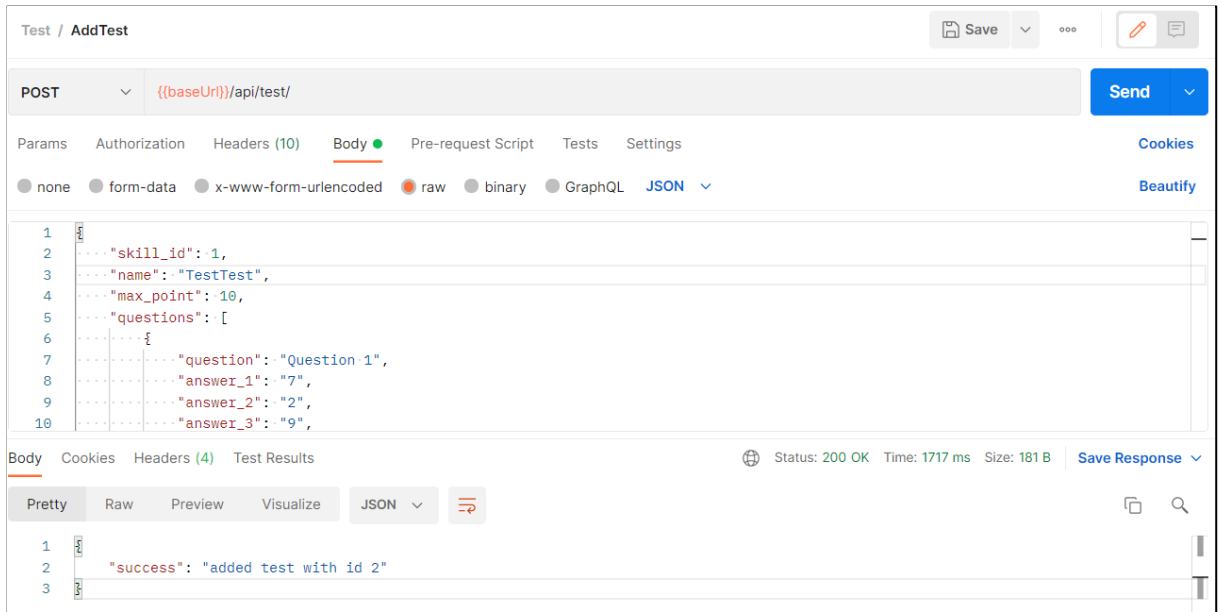 Test / AddTest Save
POST {{baseUrl}}/api/test/ Send
Params Authorization Headers (10) Body Pre-request Script Tests Settings Cookies
none form-data x-www-form-urlencoded raw binary GraphQL JSON Beautify
1 {
2 "skill_id": 1,
3 "name": "TestTest",
4 "max_point": 10,
5 "questions": [
6 {
7 "question": "Question 1",
8 "answer_1": "7",
9 "answer_2": "2",
10 "answer_3": "9",
Body Cookies Headers (4) Test Results Status: 200 OK Time: 1717 ms Size: 181 B Save Response
Pretty Raw Preview Visualize JSON
1 {
2 "success": "added test with id 2"
3 }